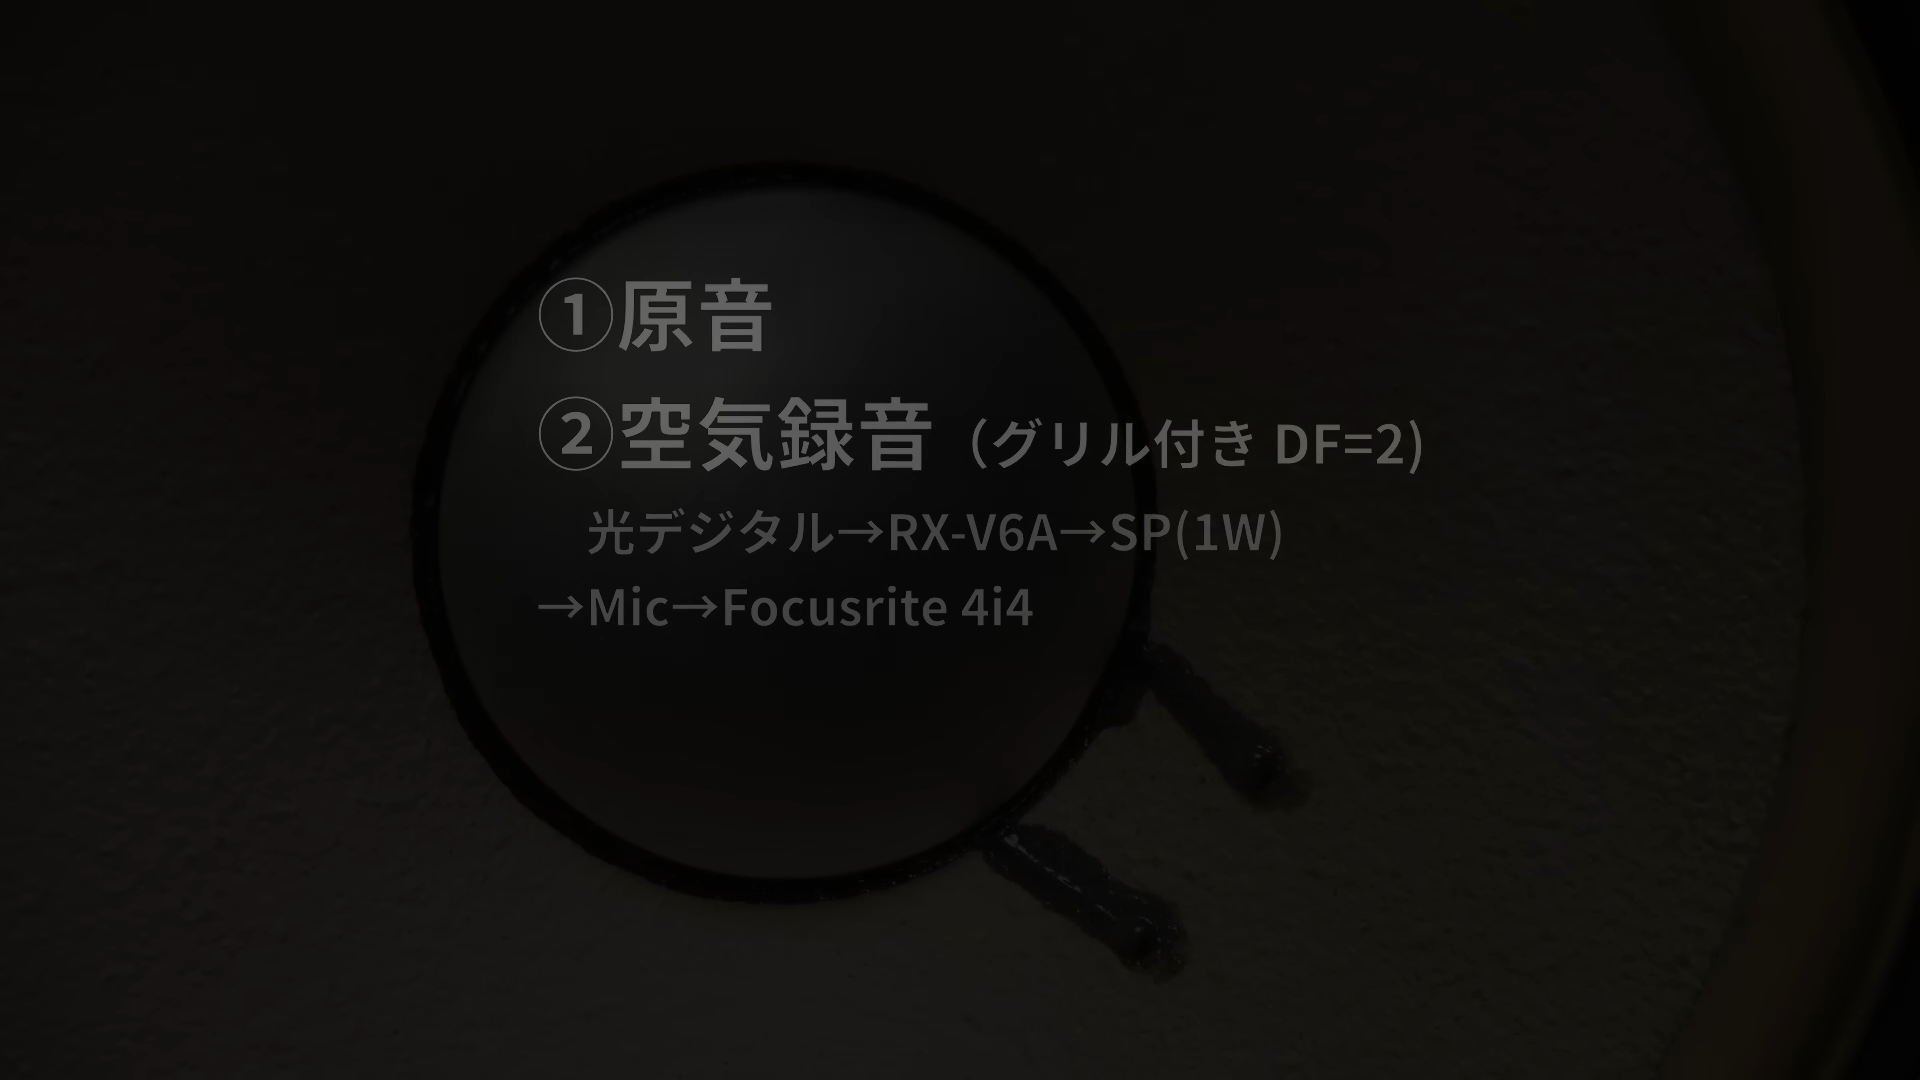 ①原音
②空気録音（グリル付き DF=2)
光デジタル→RX-V6A→SP(1W)
→Mic→Focusrite 4i4